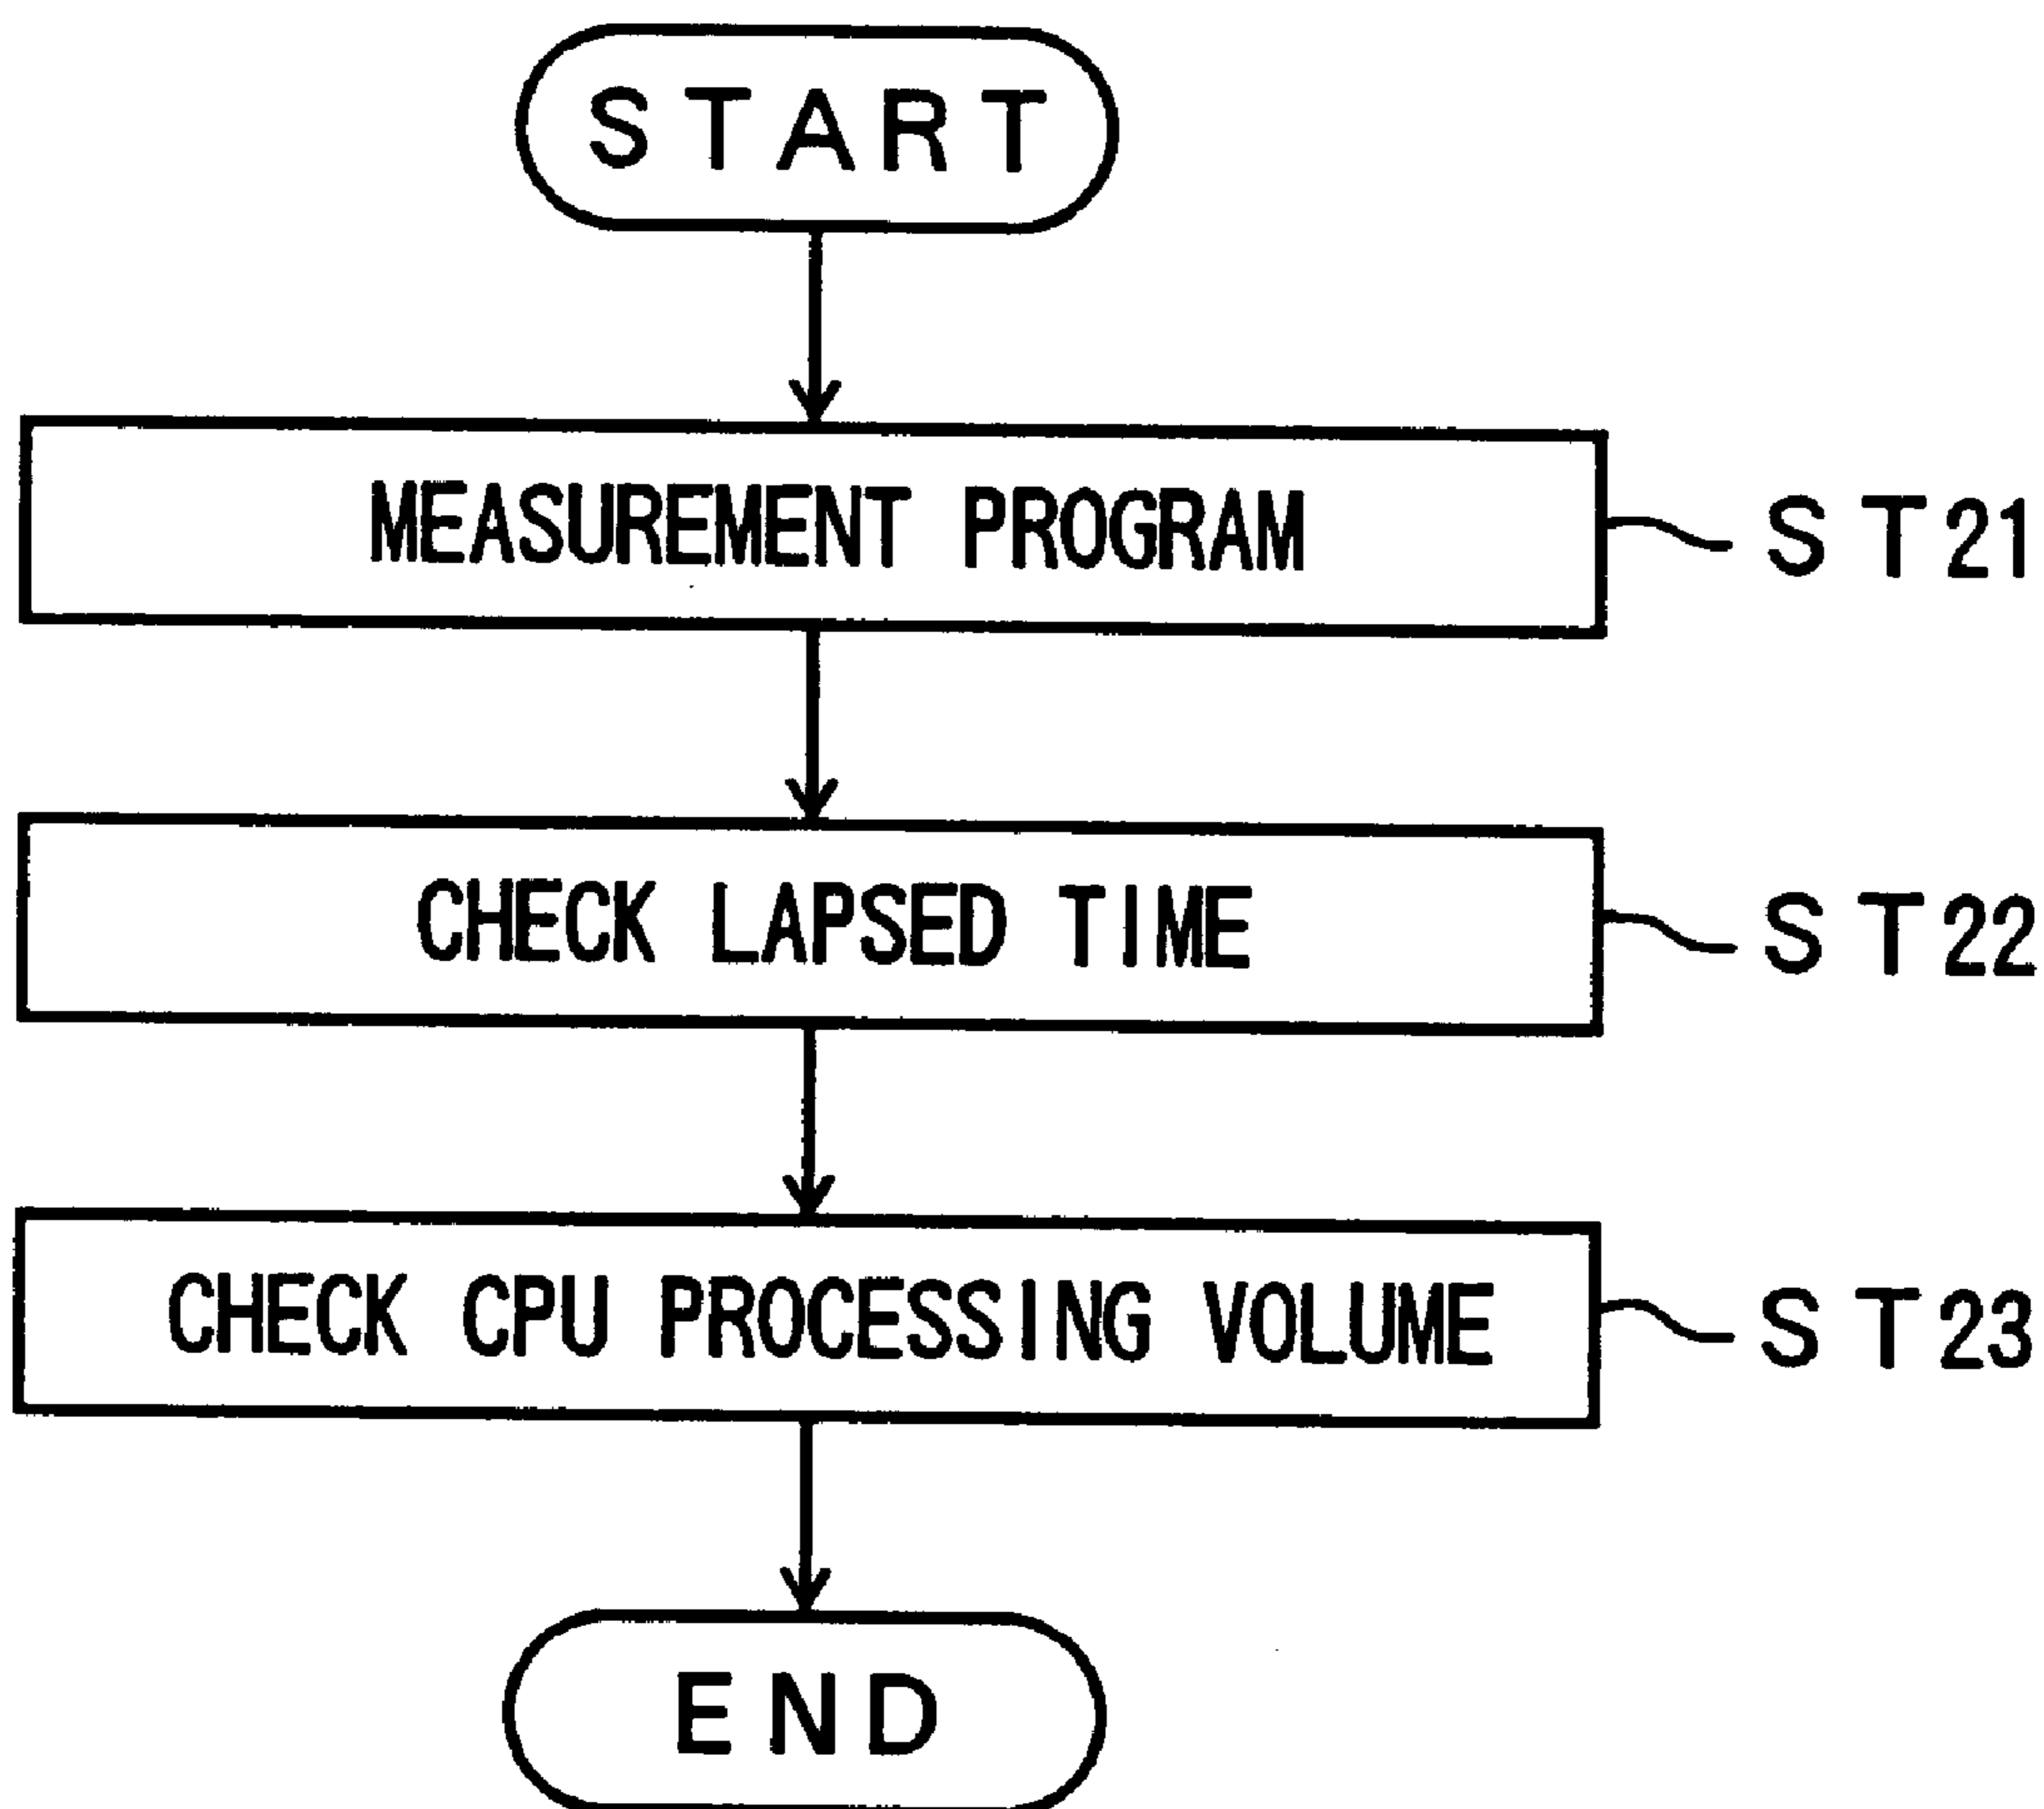 START
MEASUREMENT PROGRAM
ST21
CHECK LAPSED TIME
ST22
CHECK CPU PROCESSING VOLUME
ST23
END